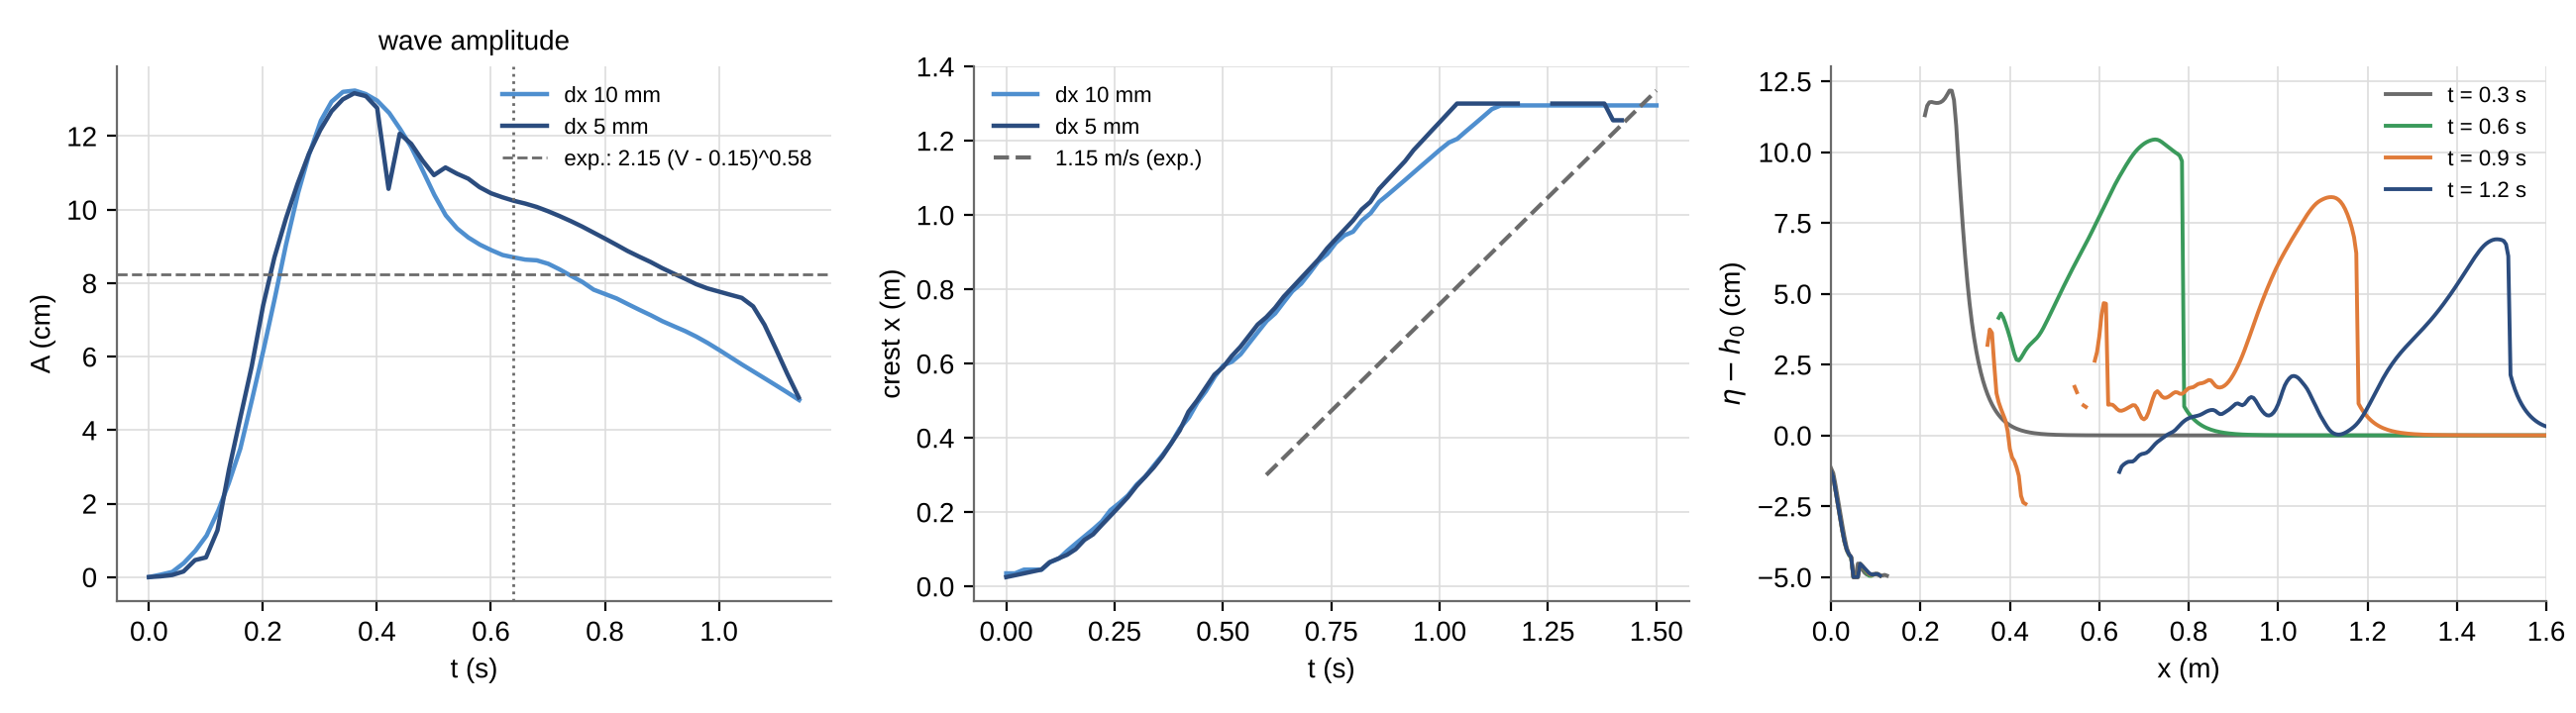 wave amplitude
A (cm)
12
10
8
6
4
2
0
0.0 0.2 0.4 0.6 0.8 1.0
t (s)
dx 10 mm
dx 5 mm
exp.: 2.15 (V - 0.15)^0.58
crest x (m)
1.4
1.2
1.0
0.8
0.6
0.4
0.2
0.0
0.00 0.25 0.50 0.75 1.00 1.25 1.50
t (s)
dx 10 mm
dx 5 mm
1.15 m/s (exp.)
η − h₀ (cm)
12.5
10.0
7.5
5.0
2.5
0.0
−2.5
−5.0
0.0 0.2 0.4 0.6 0.8 1.0 1.2 1.4 1.6
x (m)
t = 0.3 s
t = 0.6 s
t = 0.9 s
t = 1.2 s